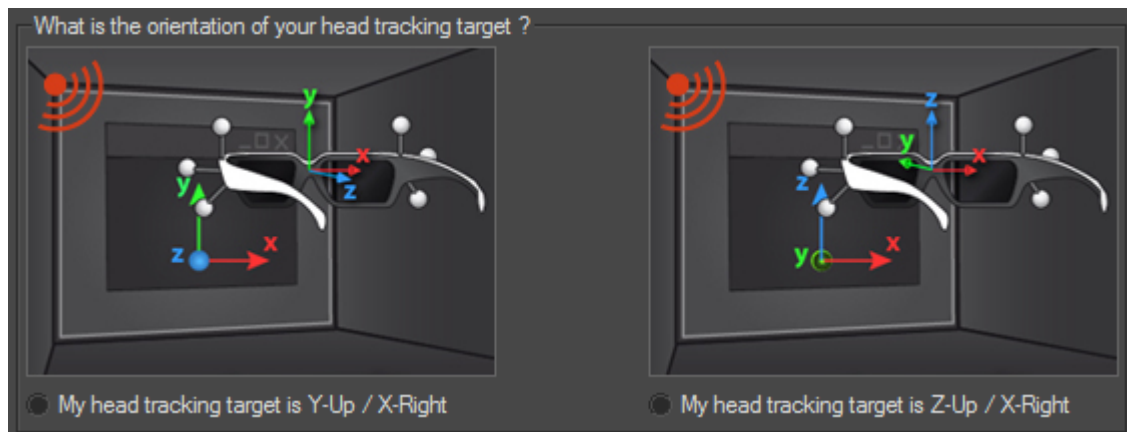 What is the orientation of your head tracking target ?
y
x
z
y
z
x
z
y
x
z
y
x
My head tracking target is Y-Up / X-Right
My head tracking target is Z-Up / X-Right